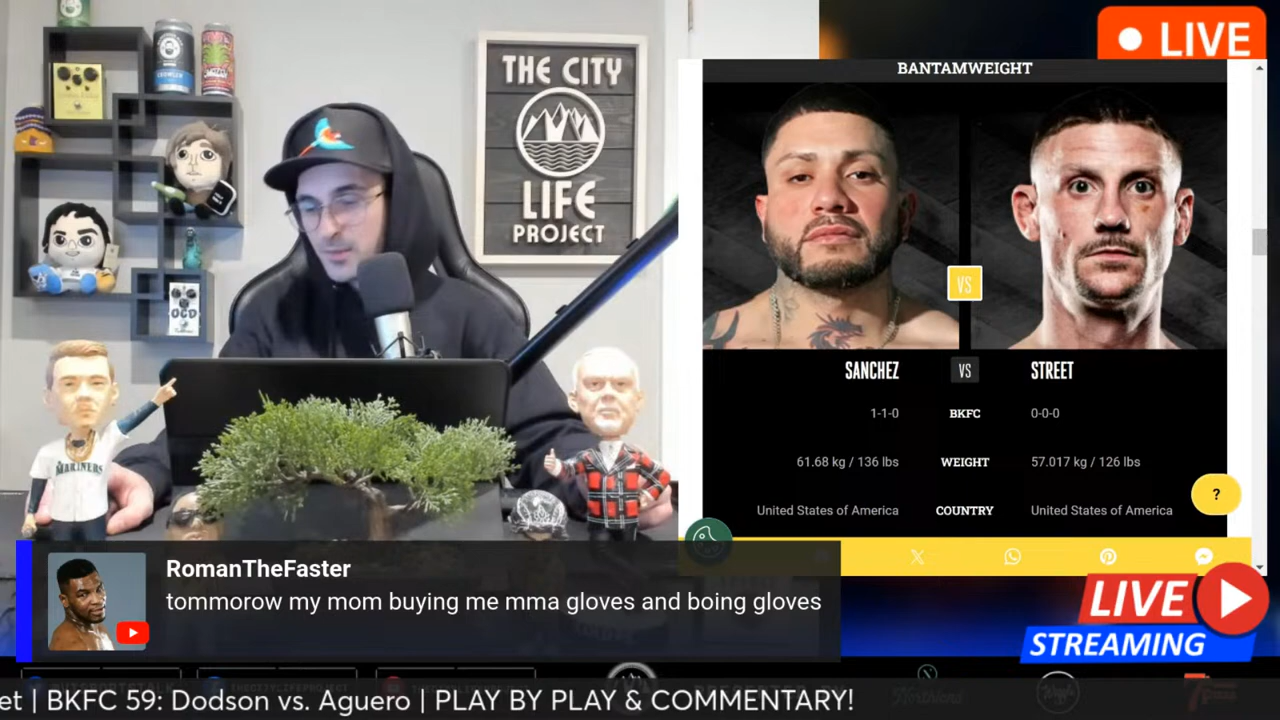 LIVE
THE CITY
LIFE
PROJECT
OCD
MARINERS
BANTAMWEIGHT
VS
SANCHEZ VS STREET
1-1-0 BKFC 0-0-0
61.68 kg / 136 lbs WEIGHT 57.017 kg / 126 lbs
United States of America COUNTRY United States of America
?
RomanTheFaster
tommorow my mom buying me mma gloves and boing gloves
LIVE
STREAMING
et | BKFC 59: Dodson vs. Aguero | PLAY BY PLAY & COMMENTARY!